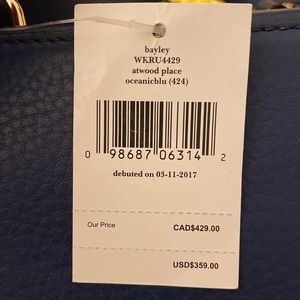 bayley
WKRU4429
atwood place
oceanicblu (424)
0 98687 06314 2
debuted on 03-11-2017
Our Price CAD$429.00
USD$359.00